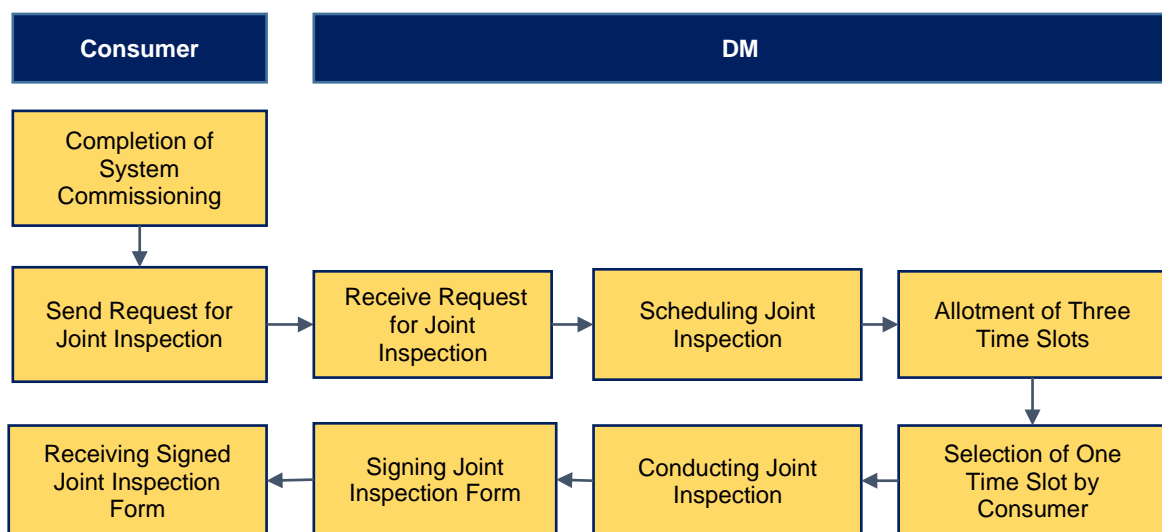 Consumer
DM
Completion of
System
Commissioning
Send Request for
Joint Inspection
Receive Request
for Joint
Inspection
Scheduling Joint
Inspection
Allotment of Three
Time Slots
Receiving Signed
Joint Inspection
Form
Signing Joint
Inspection Form
Conducting Joint
Inspection
Selection of One
Time Slot by
Consumer